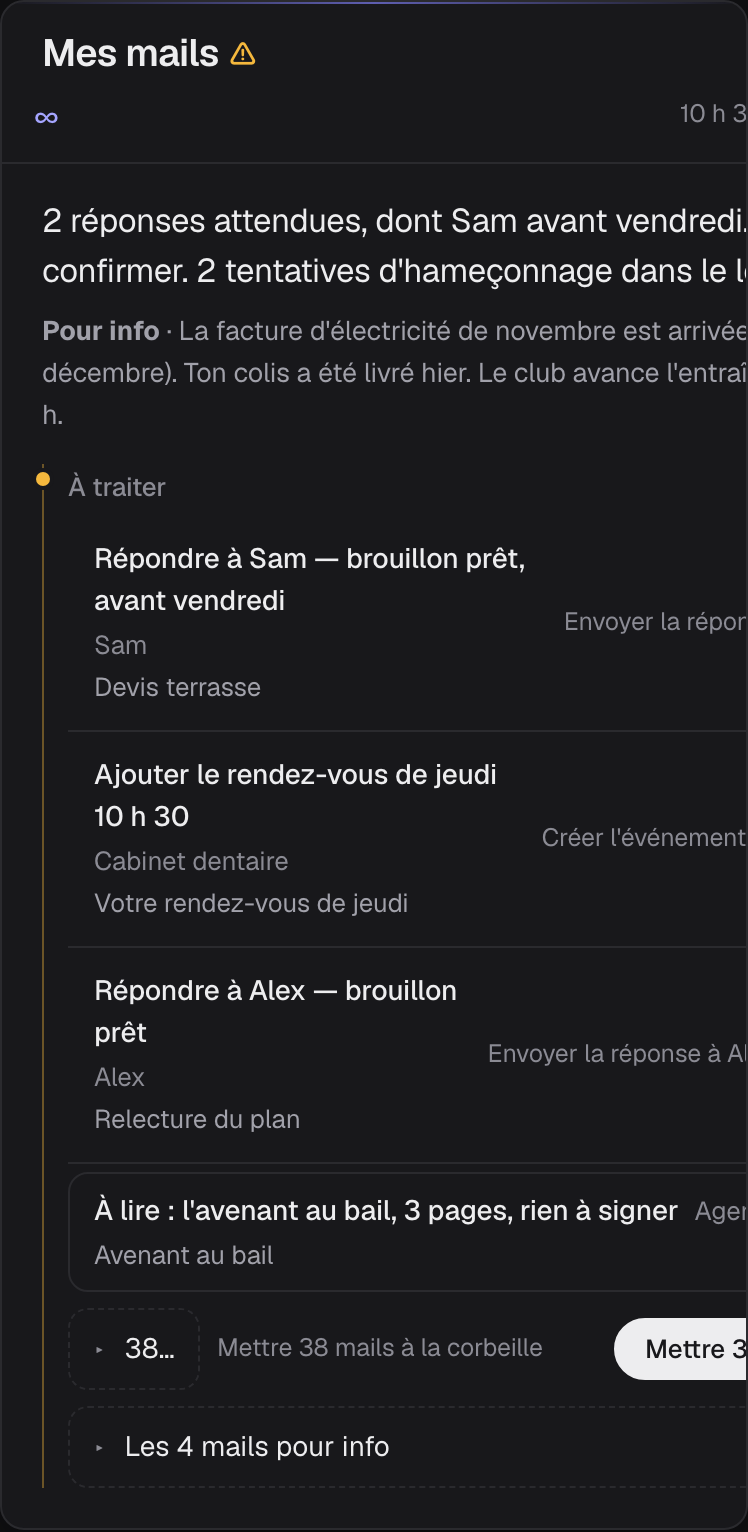 Mes mails
10 h 3
2 réponses attendues, dont Sam avant vendredi.
confirmer. 2 tentatives d'hameçonnage dans le l
Pour info · La facture d'électricité de novembre est arrivée
décembre). Ton colis a été livré hier. Le club avance l'entraî
h.
À traiter
Répondre à Sam — brouillon prêt,
avant vendredi
Envoyer la répon
Sam
Devis terrasse
Ajouter le rendez-vous de jeudi
10 h 30
Créer l'événement
Cabinet dentaire
Votre rendez-vous de jeudi
Répondre à Alex — brouillon
prêt
Envoyer la réponse à Al
Alex
Relecture du plan
À lire : l'avenant au bail, 3 pages, rien à signer Agen
Avenant au bail
38… Mettre 38 mails à la corbeille Mettre 3
Les 4 mails pour info